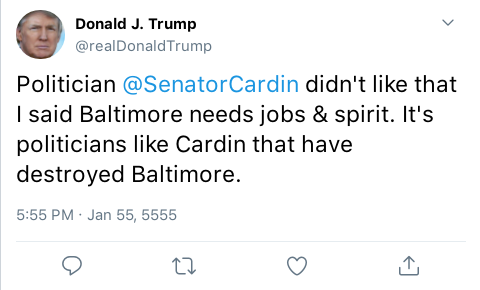 Donald J. Trump
@realDonaldTrump
Politician @SenatorCardin didn't like that
I said Baltimore needs jobs & spirit. It's
politicians like Cardin that have
destroyed Baltimore.
5:55 PM · Jan 55, 5555